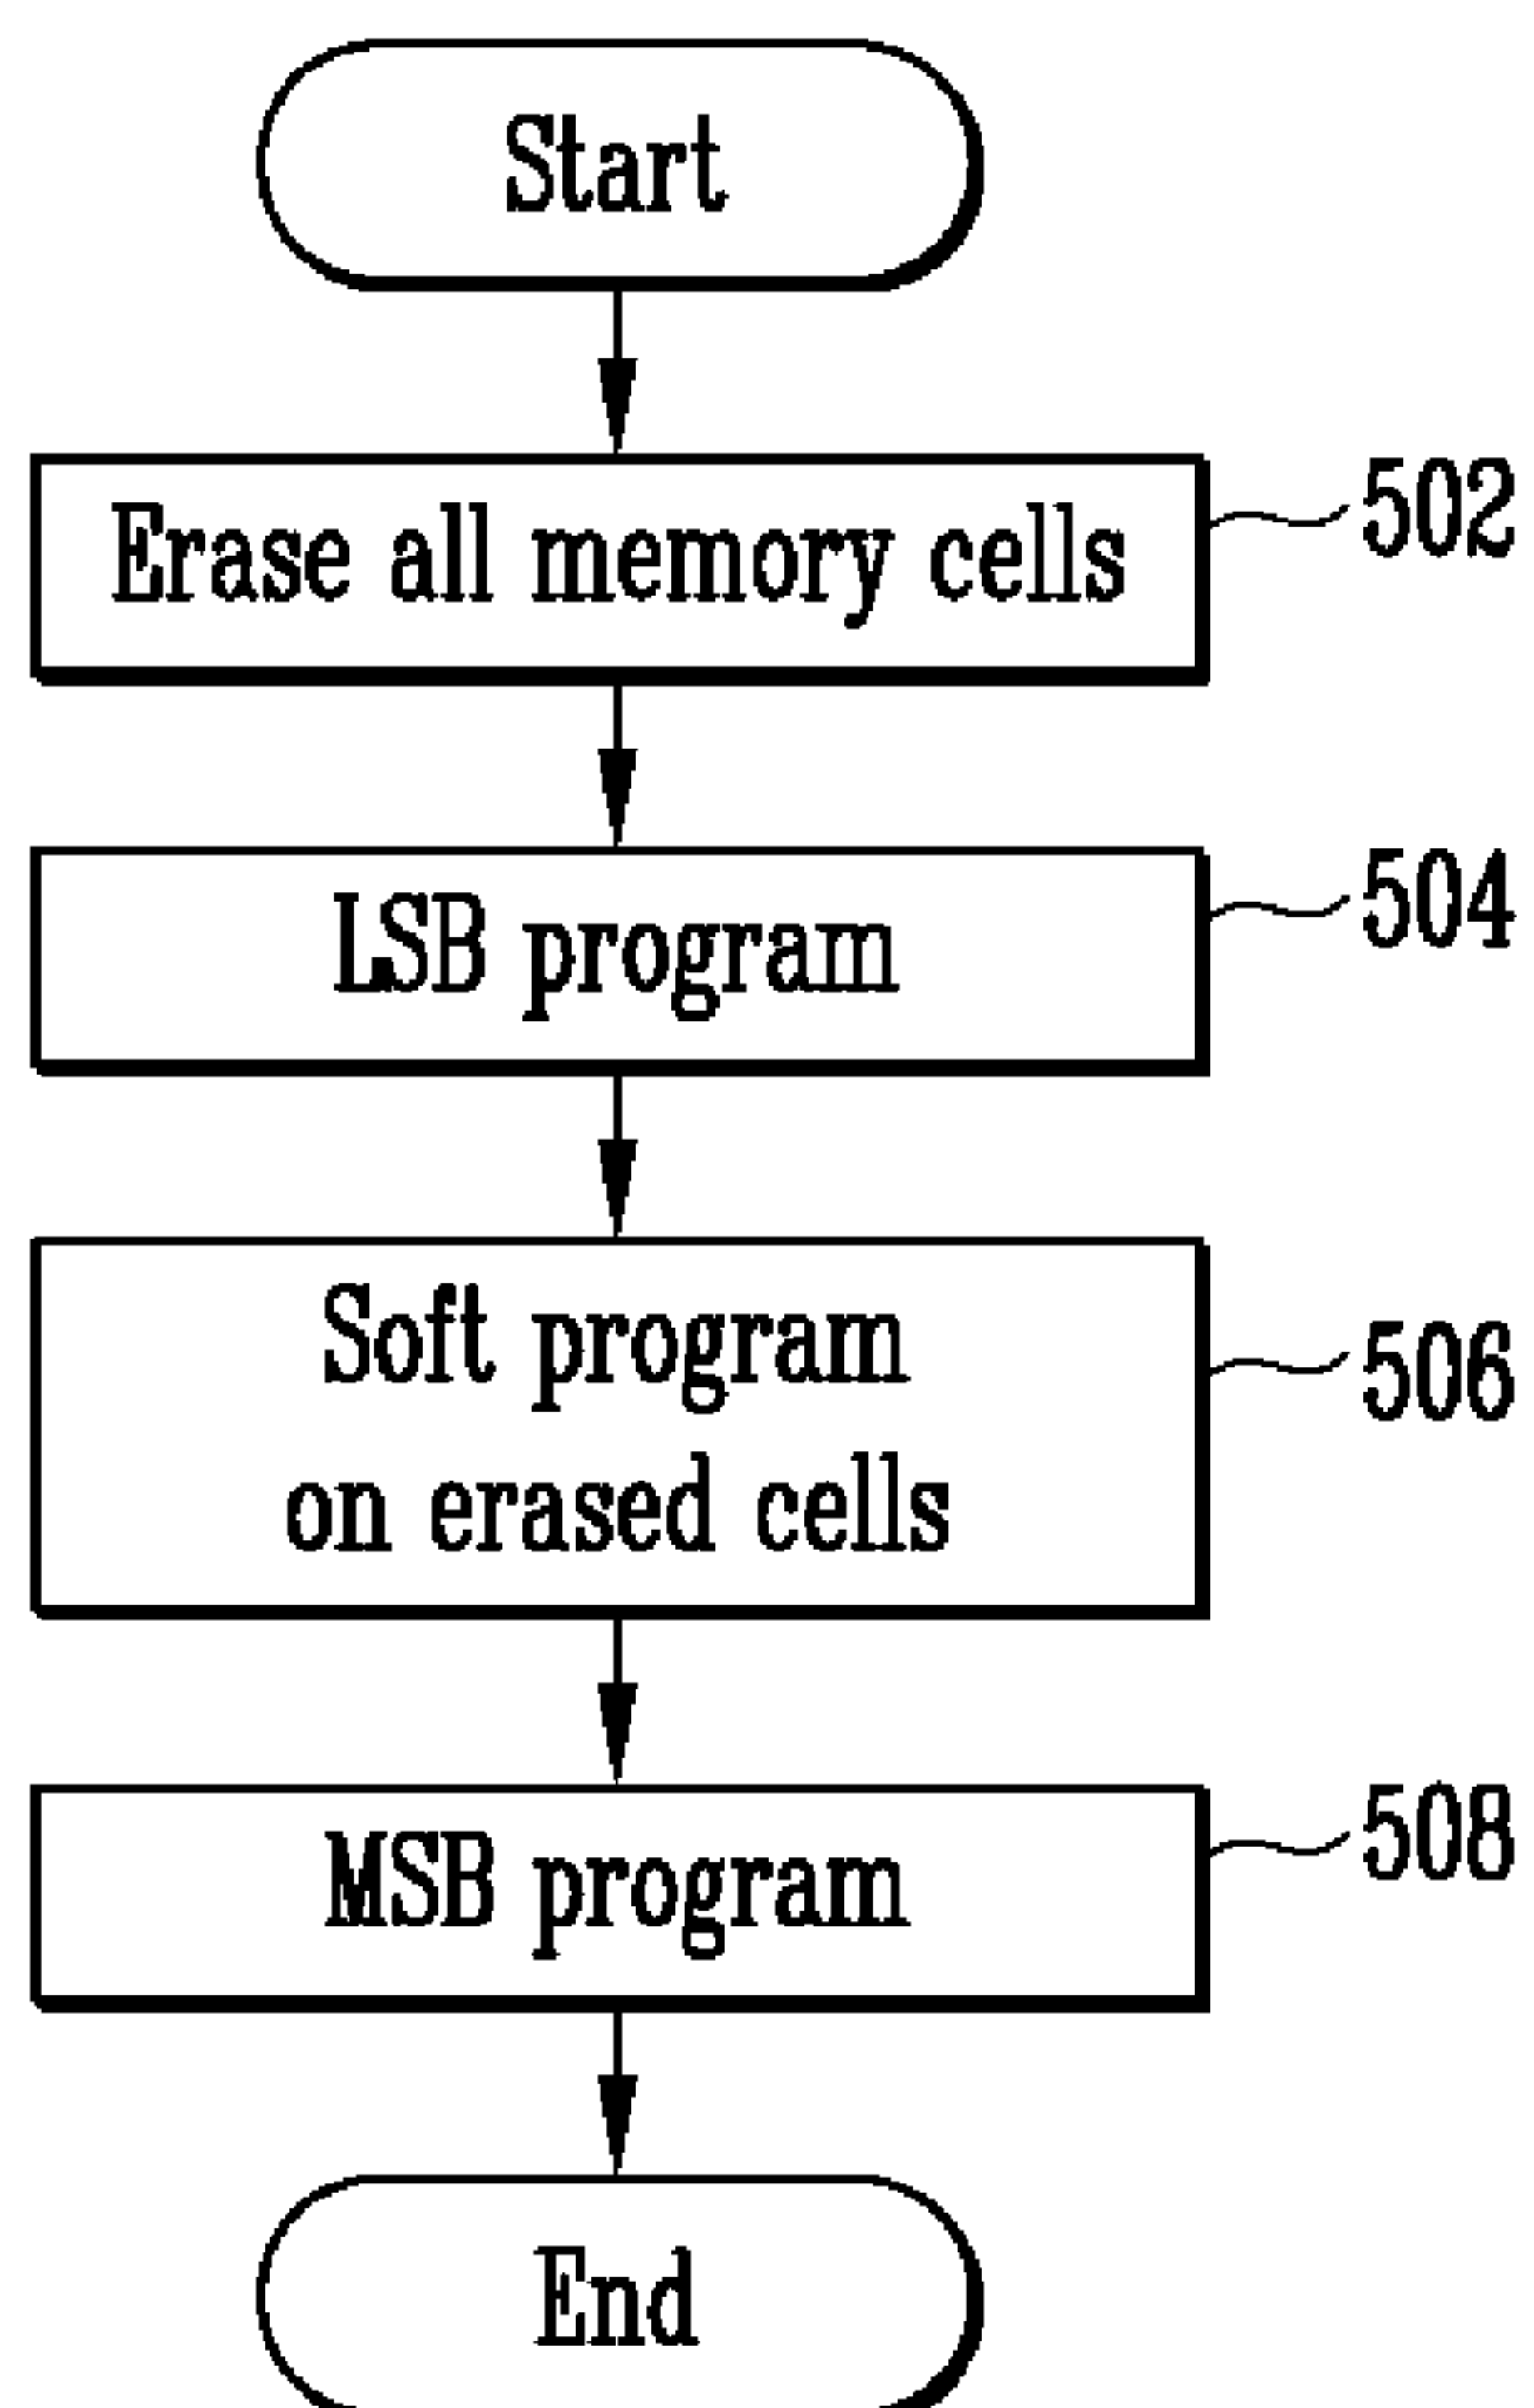 Start
Erase all memory cells
502
LSB program
504
Soft program
on erased cells
506
MSB program
508
End